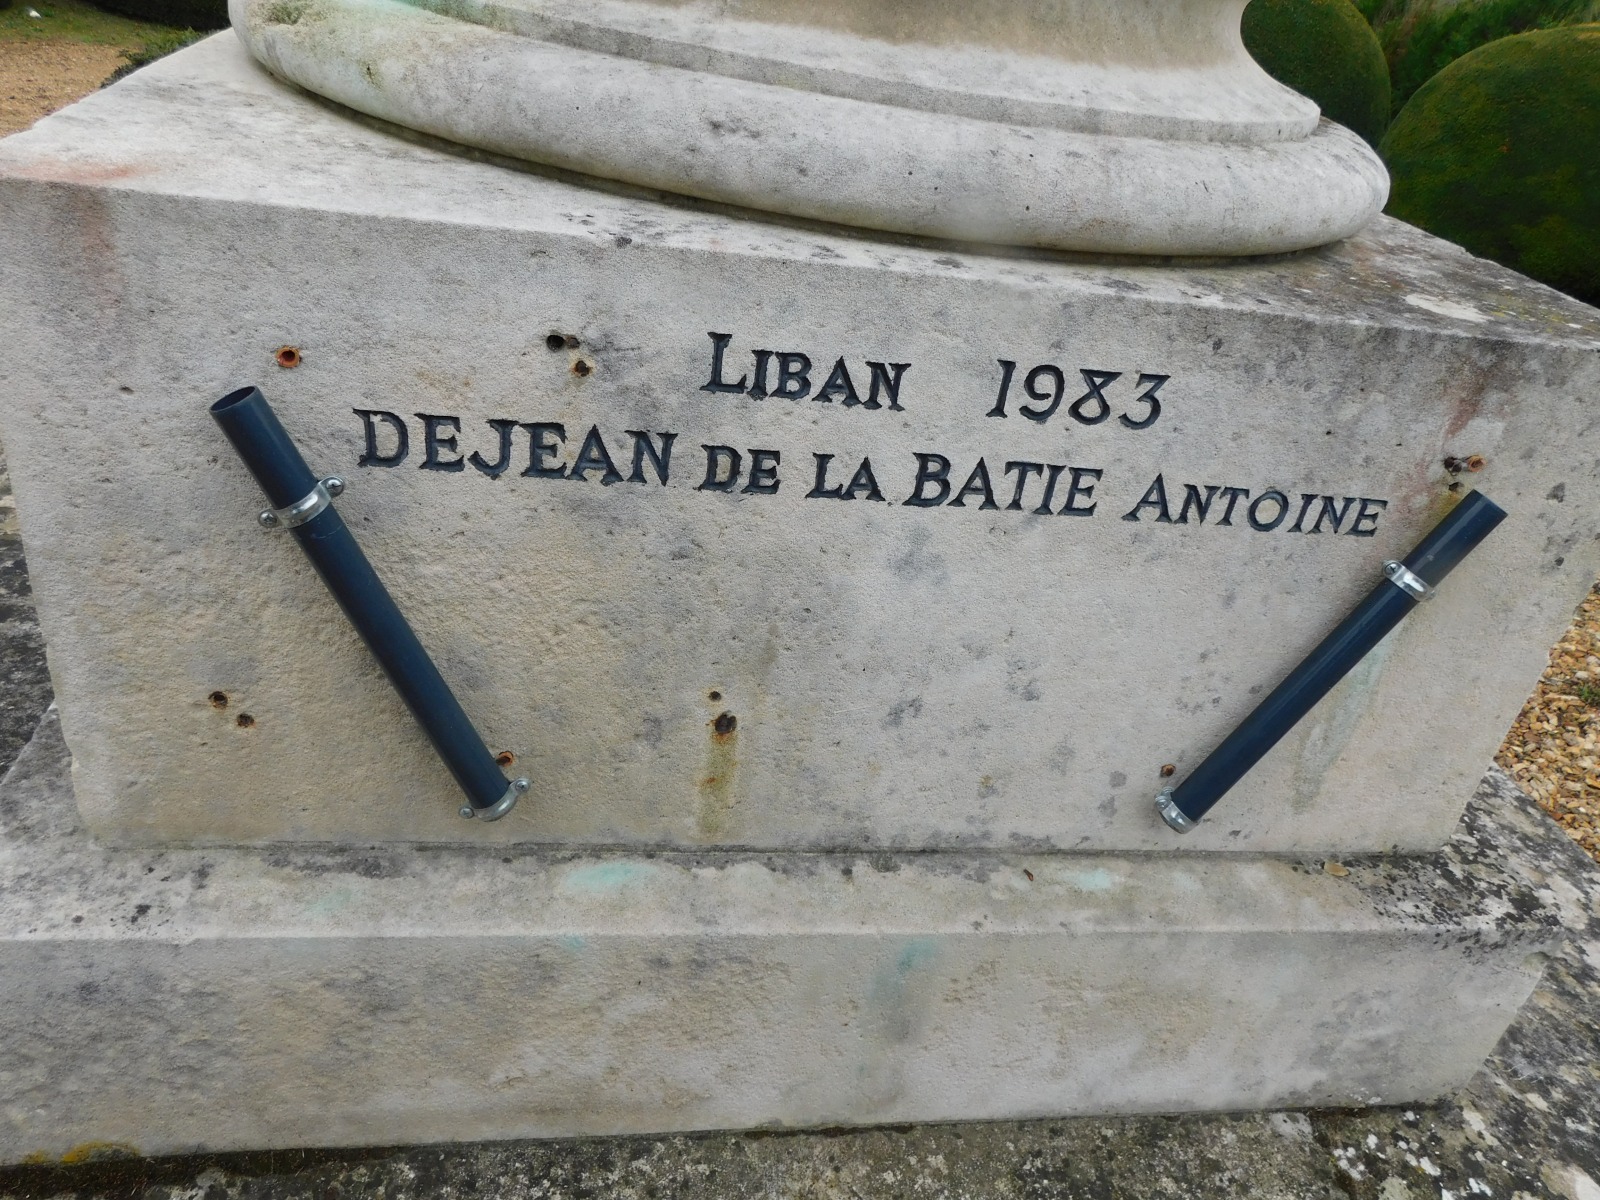 LIBAN 1983
DEJEAN DE LA BATIE ANTOINE